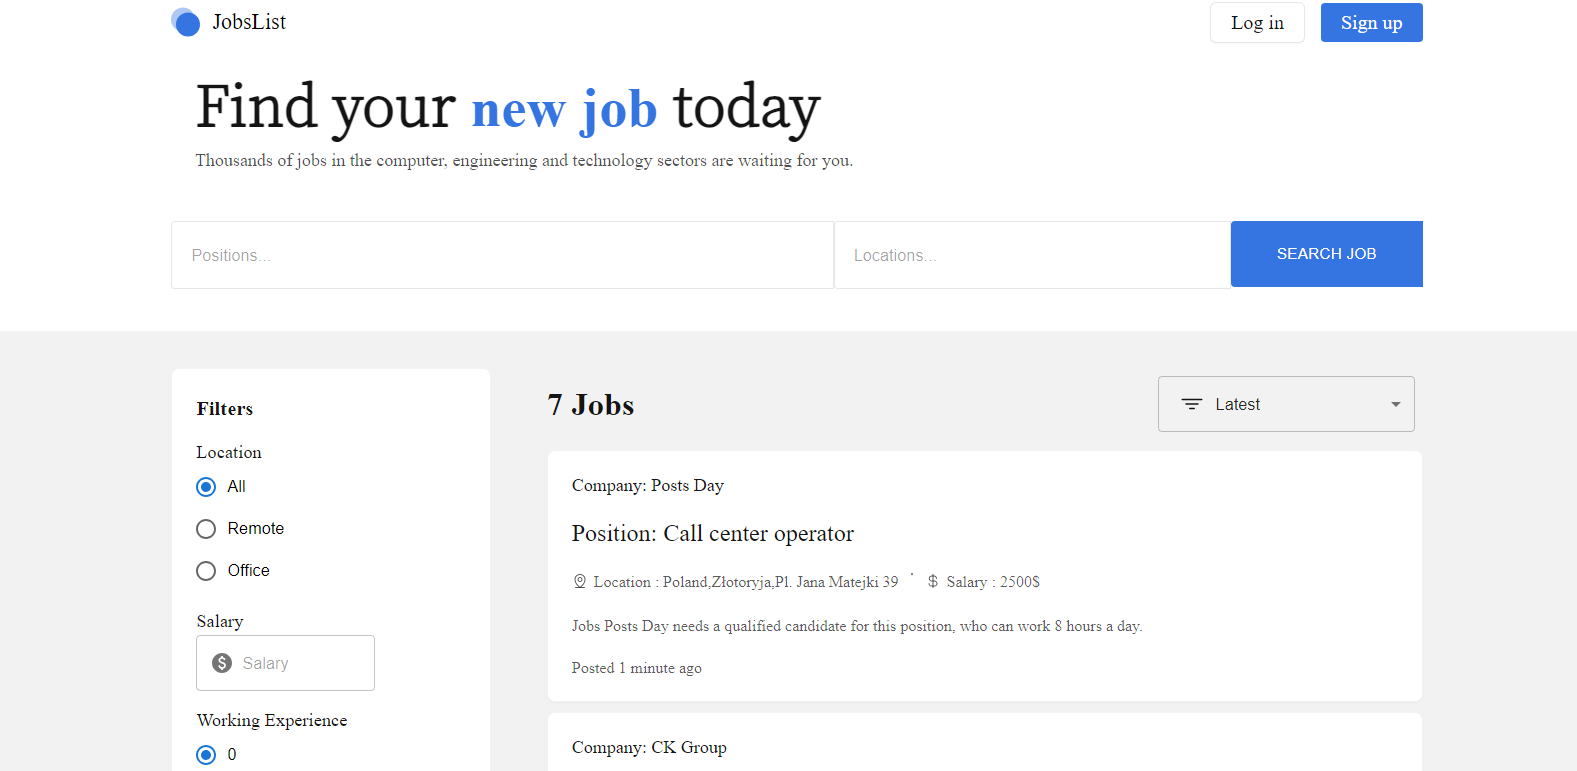 JobsList
Log in
Sign up
Find your new job today
Thousands of jobs in the computer, engineering and technology sectors are waiting for you.
Positions...
Locations...
SEARCH JOB
Filters
Location
All
Remote
Office
Salary
Salary
Working Experience
0
7 Jobs
Latest
Company: Posts Day
Position: Call center operator
Location : Poland,Złotoryja,Pl. Jana Matejki 39 · $ Salary : 2500$
Jobs Posts Day needs a qualified candidate for this position, who can work 8 hours a day.
Posted 1 minute ago
Company: CK Group